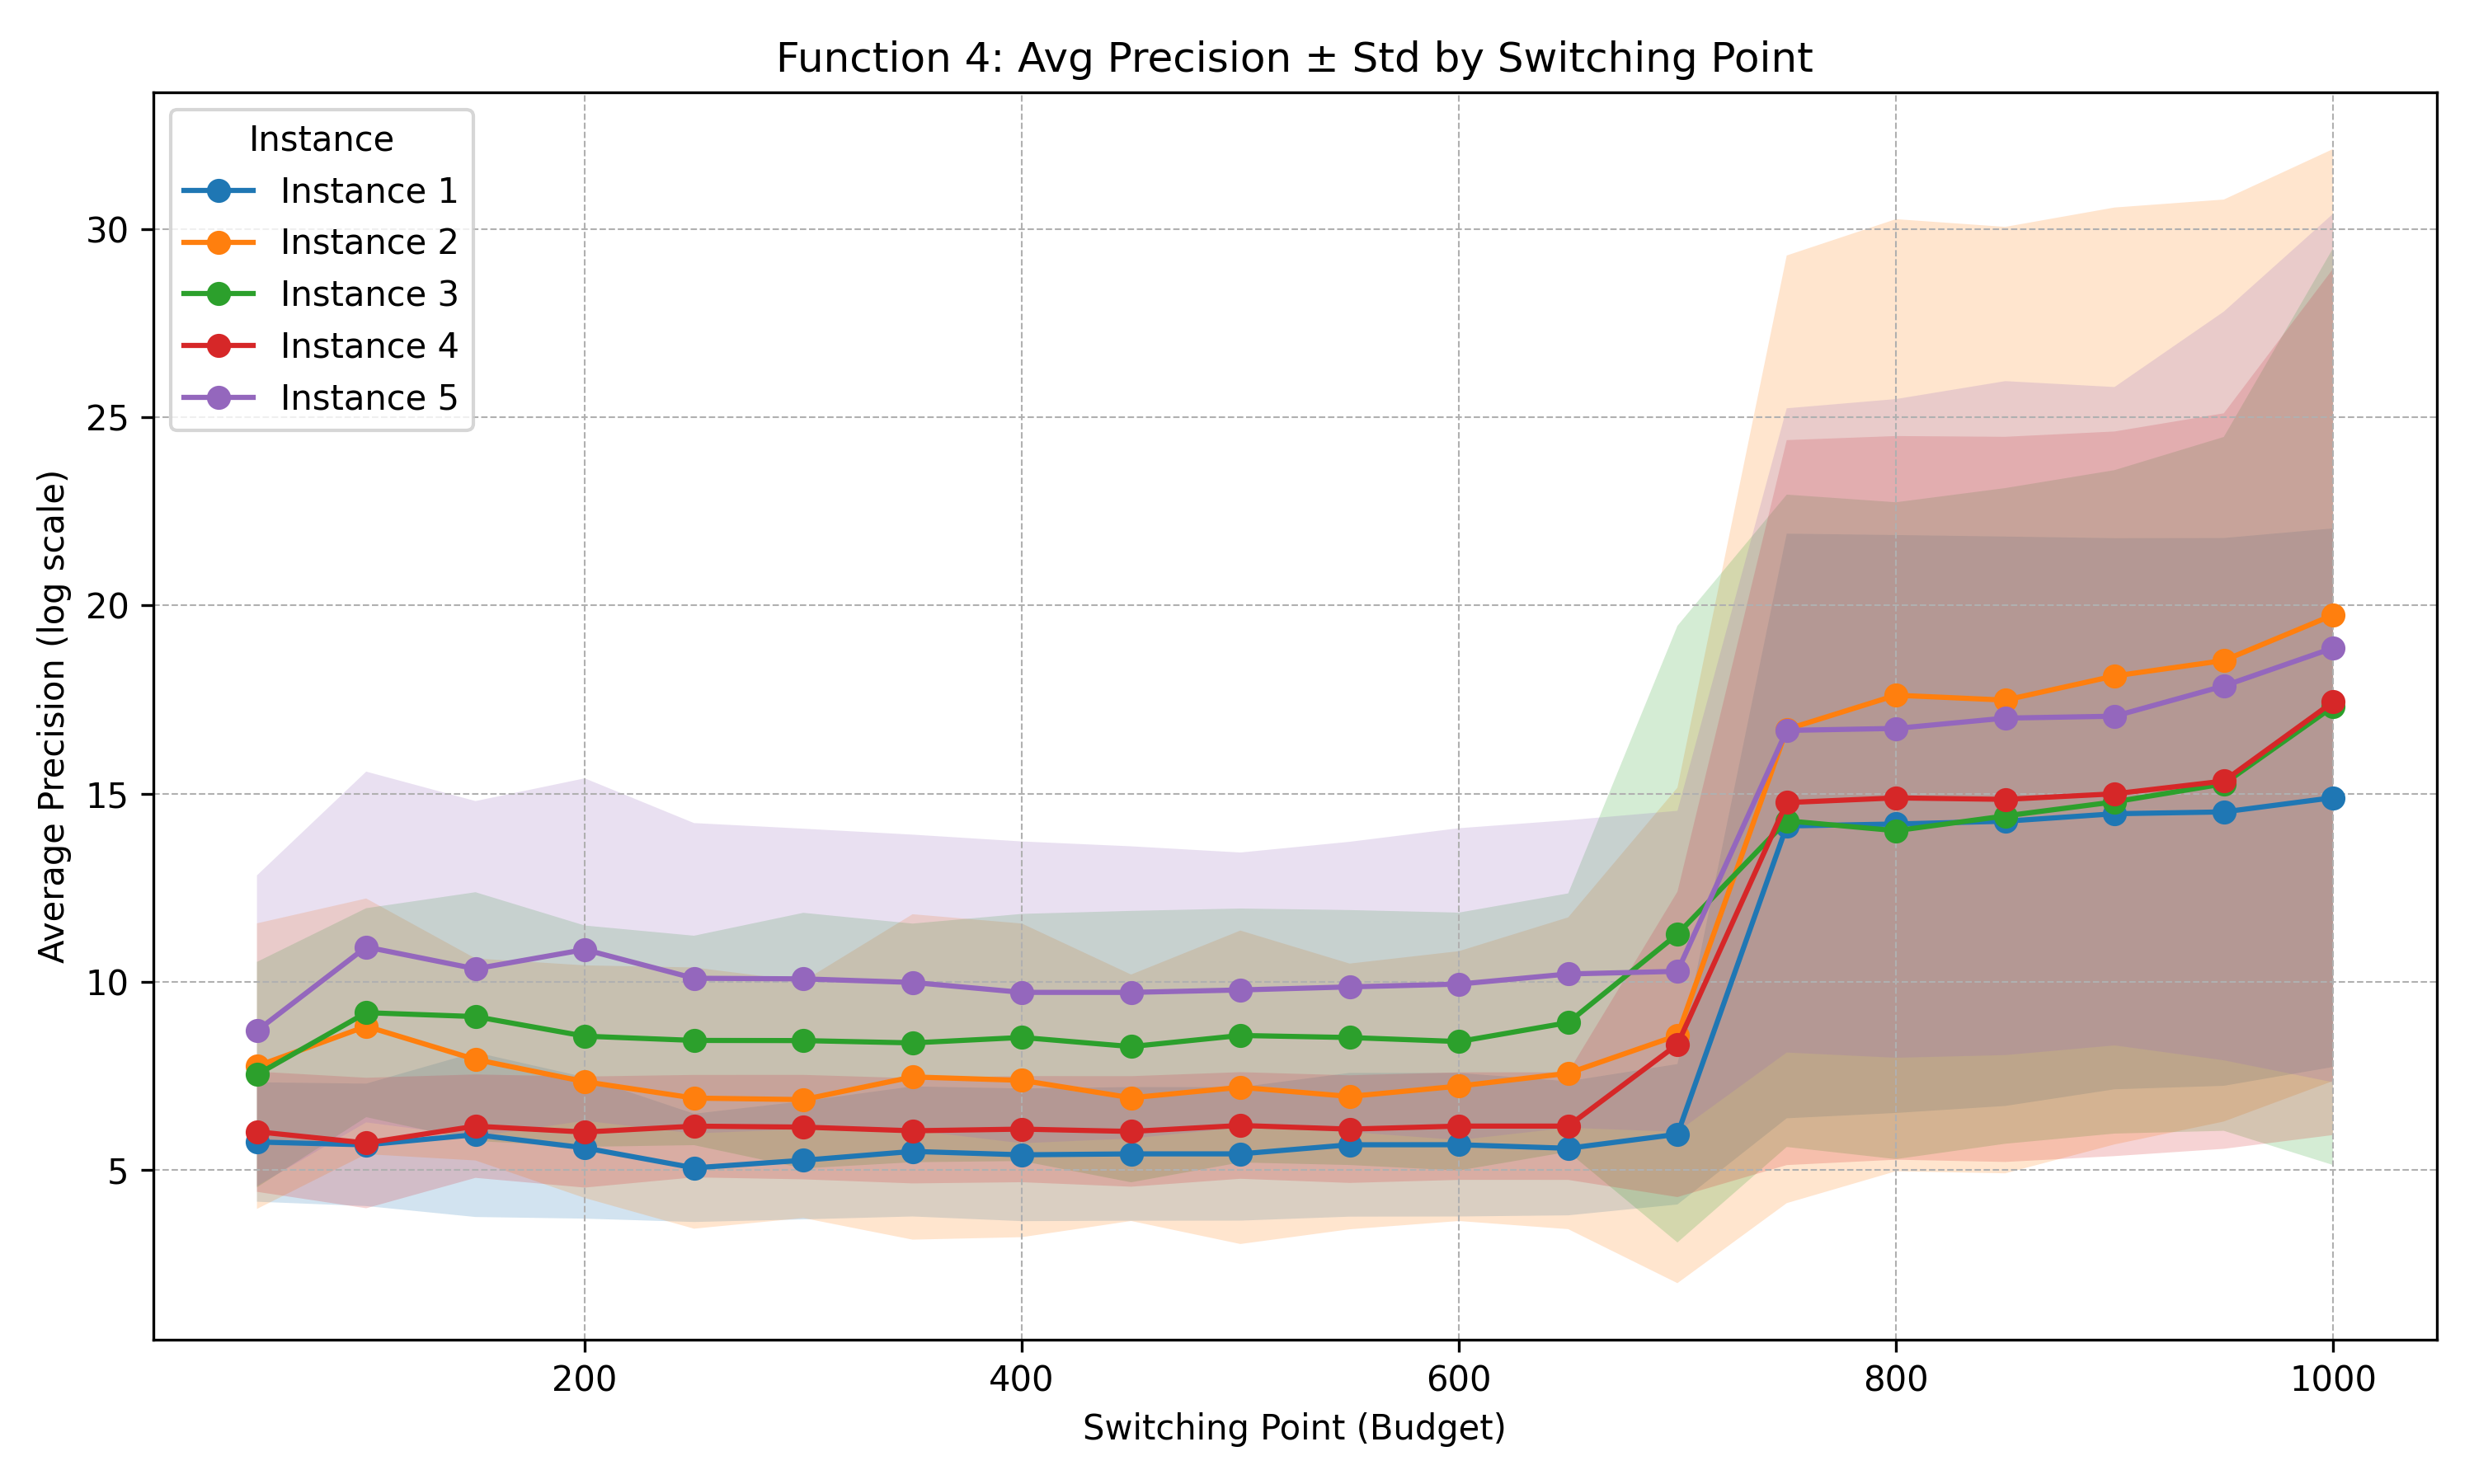 Function 4: Avg Precision ± Std by Switching Point
Instance
Instance 1
Instance 2
Instance 3
Instance 4
Instance 5
Average Precision (log scale)
30
25
20
15
10
5
200
400
600
800
1000
Switching Point (Budget)